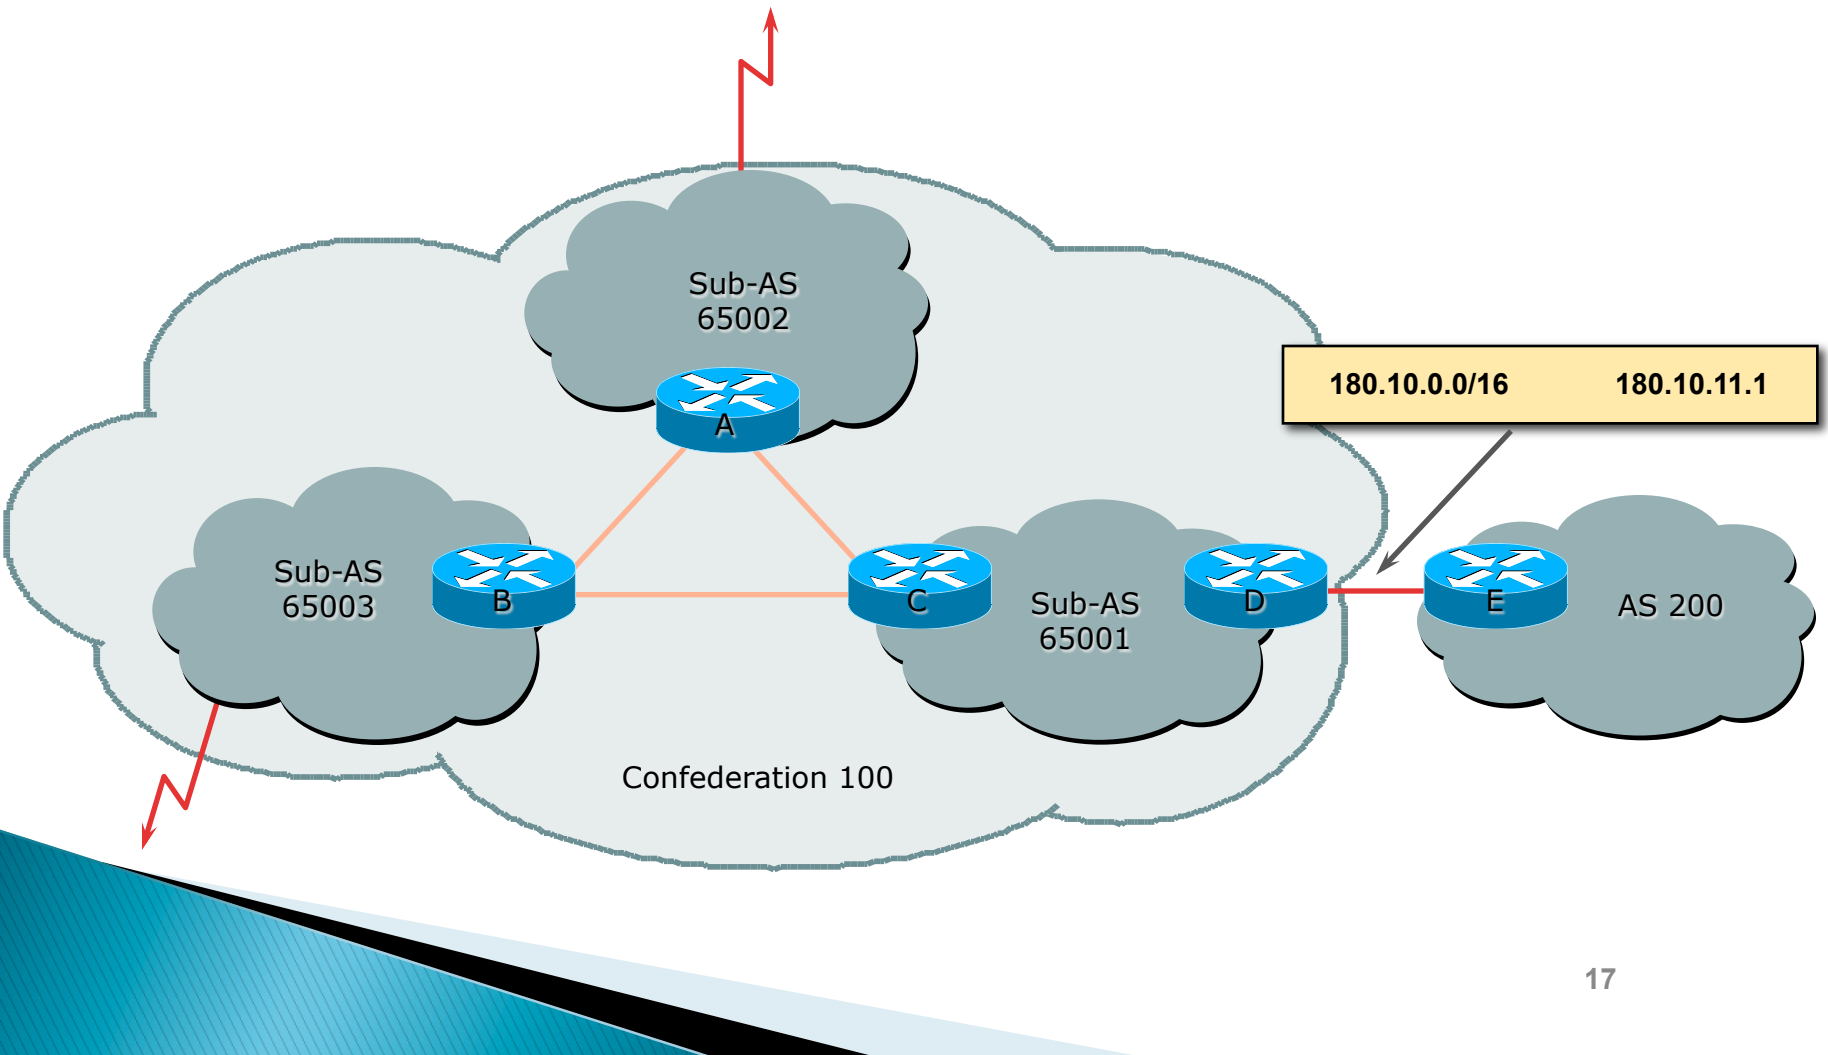 Sub-AS
65002
180.10.0.0/16 180.10.11.1
A
Sub-AS
65003
B
C
Sub-AS
65001
D
E
AS 200
Confederation 100
17